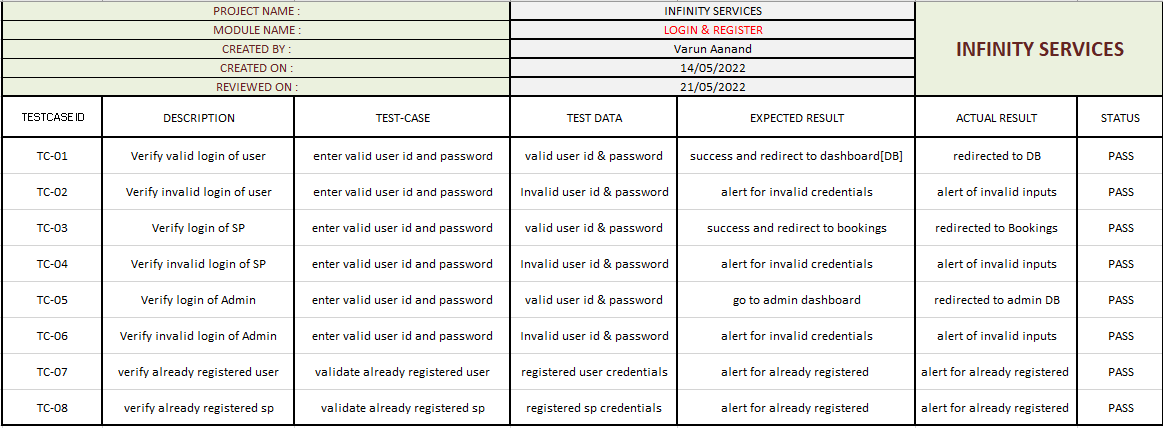 PROJECT NAME : INFINITY SERVICES
MODULE NAME : LOGIN & REGISTER
CREATED BY : Varun Aanand
INFINITY SERVICES
CREATED ON : 14/05/2022
REVIEWED ON : 21/05/2022
TESTCASE ID DESCRIPTION TEST-CASE TEST DATA EXPECTED RESULT ACTUAL RESULT STATUS
TC-01 Verify valid login of user enter valid user id and password valid user id & password success and redirect to dashboard[DB] redirected to DB PASS
TC-02 Verify invalid login of user enter valid user id and password Invalid user id & password alert for invalid credentials alert of invalid inputs PASS
TC-03 Verify login of SP enter valid user id and password valid user id & password success and redirect to bookings redirected to Bookings PASS
TC-04 Verify invalid login of SP enter valid user id and password Invalid user id & password alert for invalid credentials alert of invalid inputs PASS
TC-05 Verify login of Admin enter valid user id and password valid user id & password go to admin dashboard redirected to admin DB PASS
TC-06 Verify invalid login of Admin enter valid user id and password Invalid user id & password alert for invalid credentials alert of invalid inputs PASS
TC-07 verify already registered user validate already registered user registered user credentials alert for already registered alert for already registered PASS
TC-08 verify already registered sp validate already registered sp registered sp credentials alert for already registered alert for already registered PASS